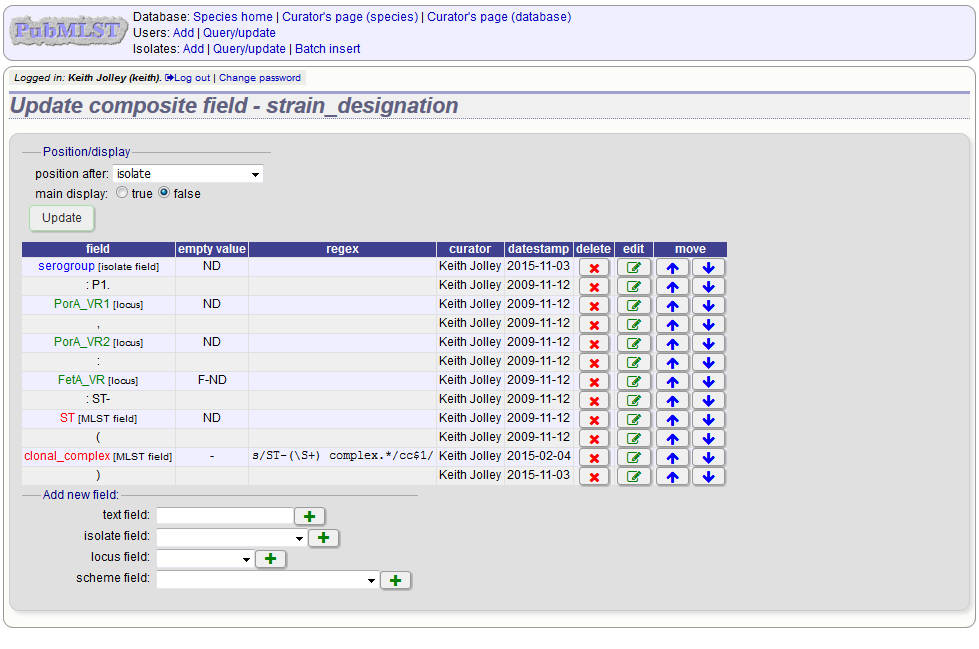 PubMLST
Database: Species home | Curator's page (species) | Curator's page (database)
Users: Add | Query/update
Isolates: Add | Query/update | Batch insert
Logged in: Keith Jolley (keith). Log out | Change password
Update composite field - strain_designation
Position/display
position after: isolate
main display: true false
Update
field empty value regex curator datestamp delete edit move
serogroup [isolate field] ND Keith Jolley 2015-11-03
: P1. Keith Jolley 2009-11-12
PorA_VR1 [locus] ND Keith Jolley 2009-11-12
, Keith Jolley 2009-11-12
PorA_VR2 [locus] ND Keith Jolley 2009-11-12
: Keith Jolley 2009-11-12
FetA_VR [locus] F-ND Keith Jolley 2009-11-12
: ST- Keith Jolley 2009-11-12
ST [MLST field] ND Keith Jolley 2009-11-12
( Keith Jolley 2009-11-12
clonal_complex [MLST field] - s/ST-(\S+) complex.*/cc$1/ Keith Jolley 2015-02-04
) Keith Jolley 2015-11-03
Add new field:
text field:
isolate field:
locus field:
scheme field: